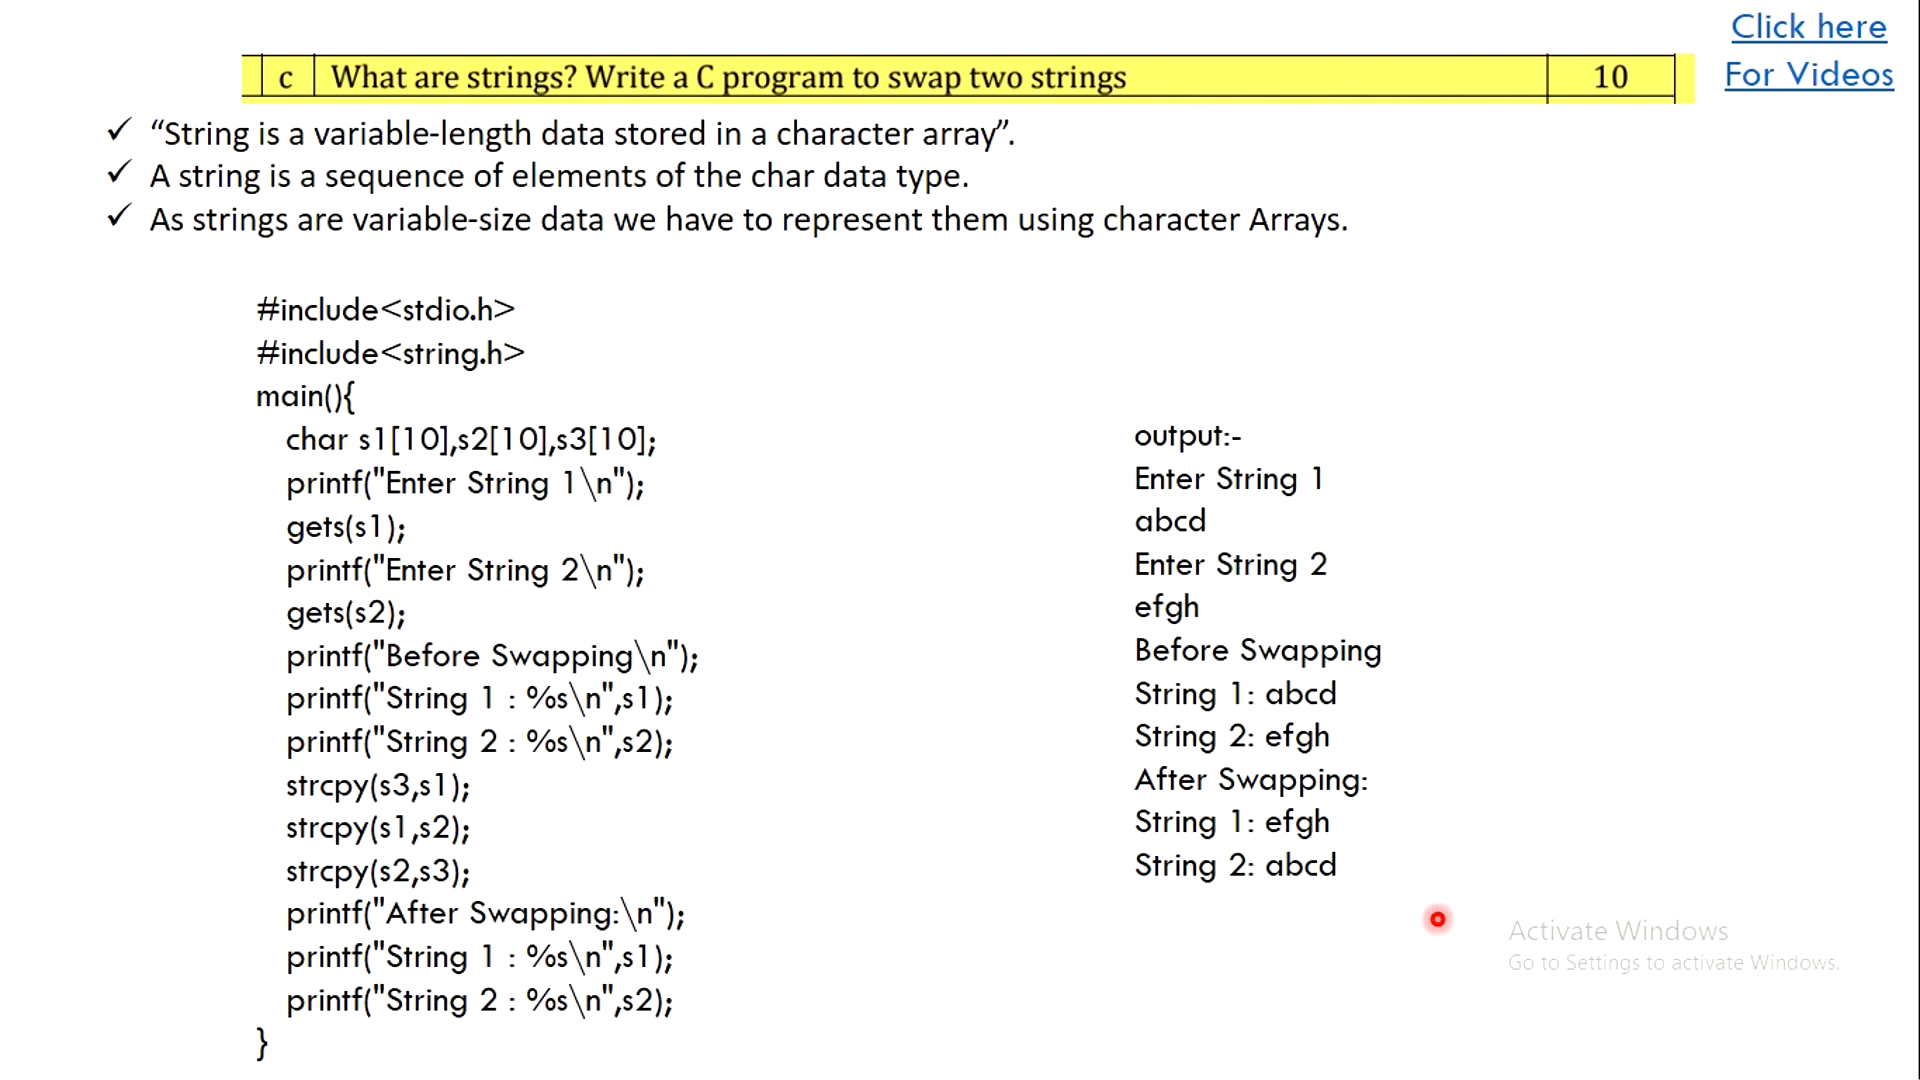 Click here
For Videos
c What are strings? Write a C program to swap two strings 10
✓ “String is a variable-length data stored in a character array”.
✓ A string is a sequence of elements of the char data type.
✓ As strings are variable-size data we have to represent them using character Arrays.
#include<stdio.h>
#include<string.h>
main(){
char s1[10],s2[10],s3[10];
printf("Enter String 1\n");
gets(s1);
printf("Enter String 2\n");
gets(s2);
printf("Before Swapping\n");
printf("String 1 : %s\n",s1);
printf("String 2 : %s\n",s2);
strcpy(s3,s1);
strcpy(s1,s2);
strcpy(s2,s3);
printf("After Swapping:\n");
printf("String 1 : %s\n",s1);
printf("String 2 : %s\n",s2);
}
output:-
Enter String 1
abcd
Enter String 2
efgh
Before Swapping
String 1: abcd
String 2: efgh
After Swapping:
String 1: efgh
String 2: abcd
Activate Windows
Go to Settings to activate Windows.